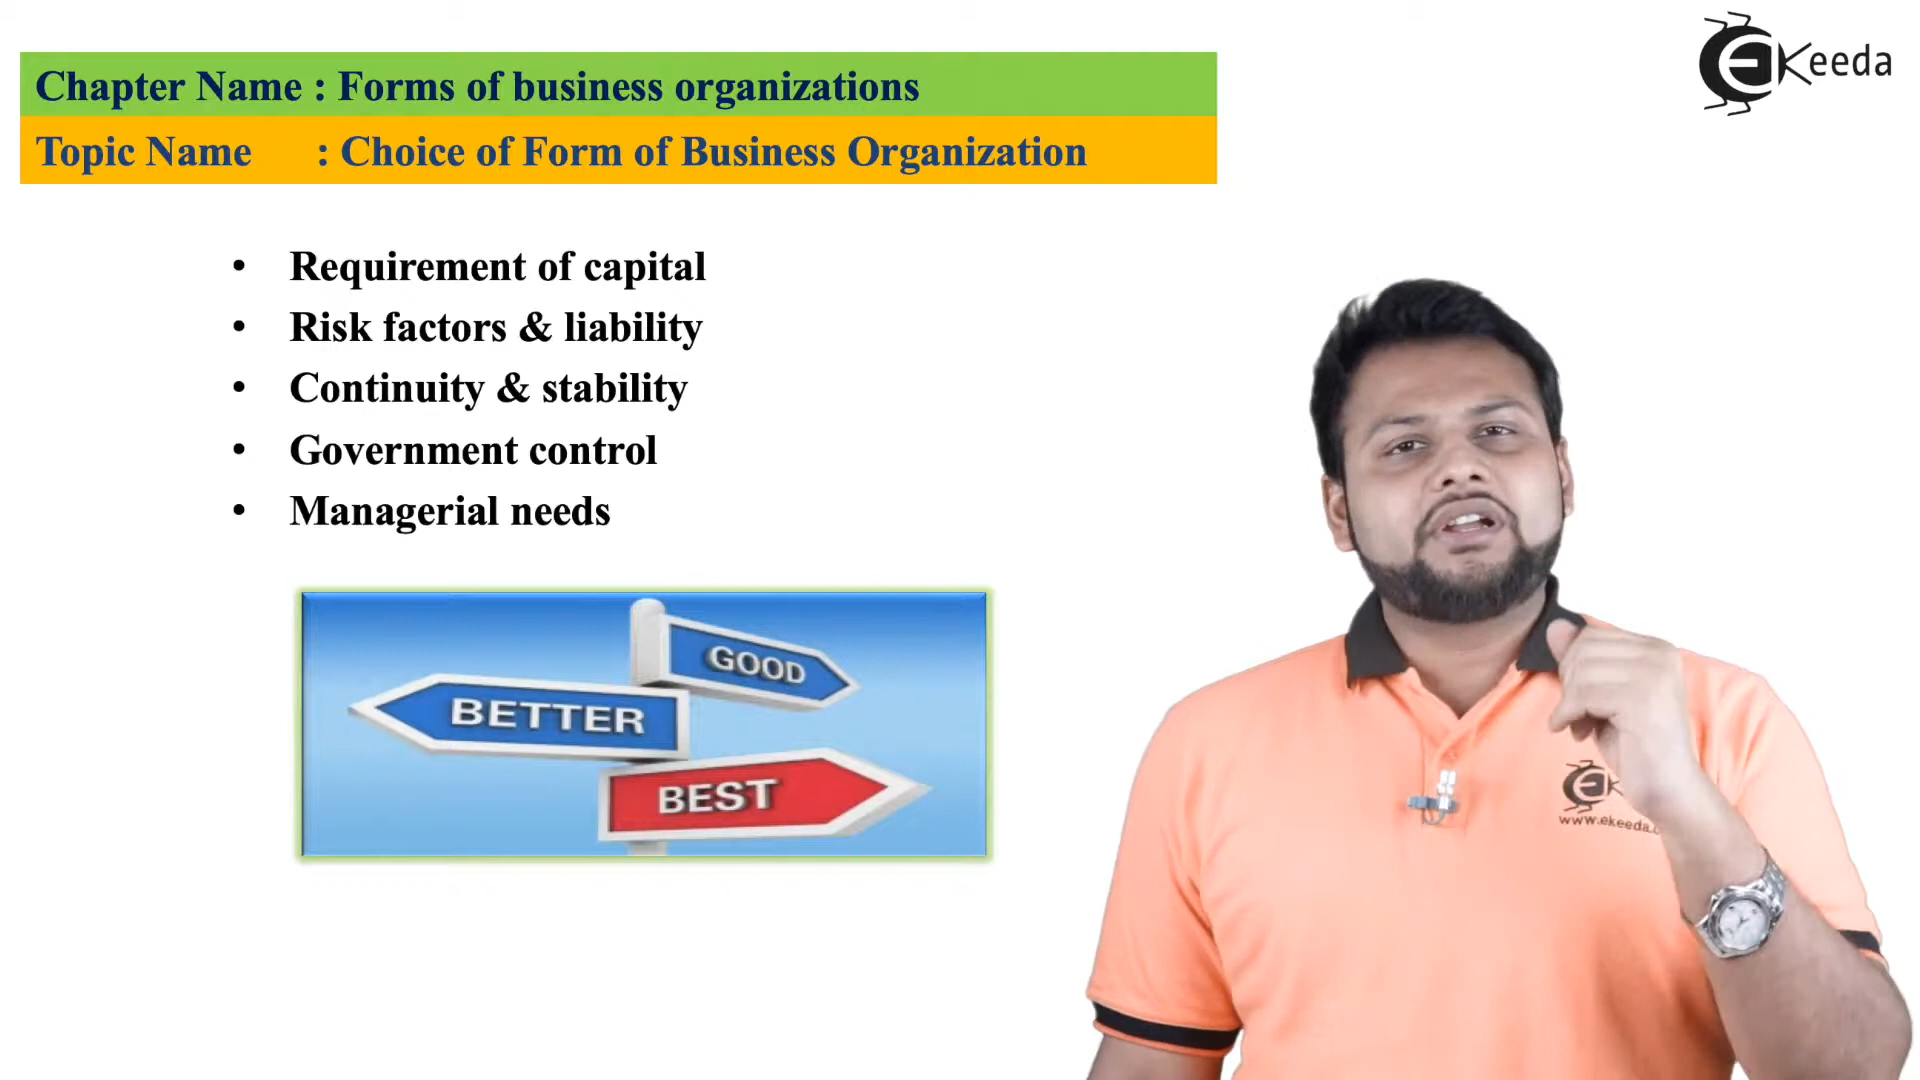 Ekeeda
Chapter Name : Forms of business organizations
Topic Name : Choice of Form of Business Organization
• Requirement of capital
• Risk factors & liability
• Continuity & stability
• Government control
• Managerial needs
GOOD
BETTER
BEST
E
www.ekeeda.c